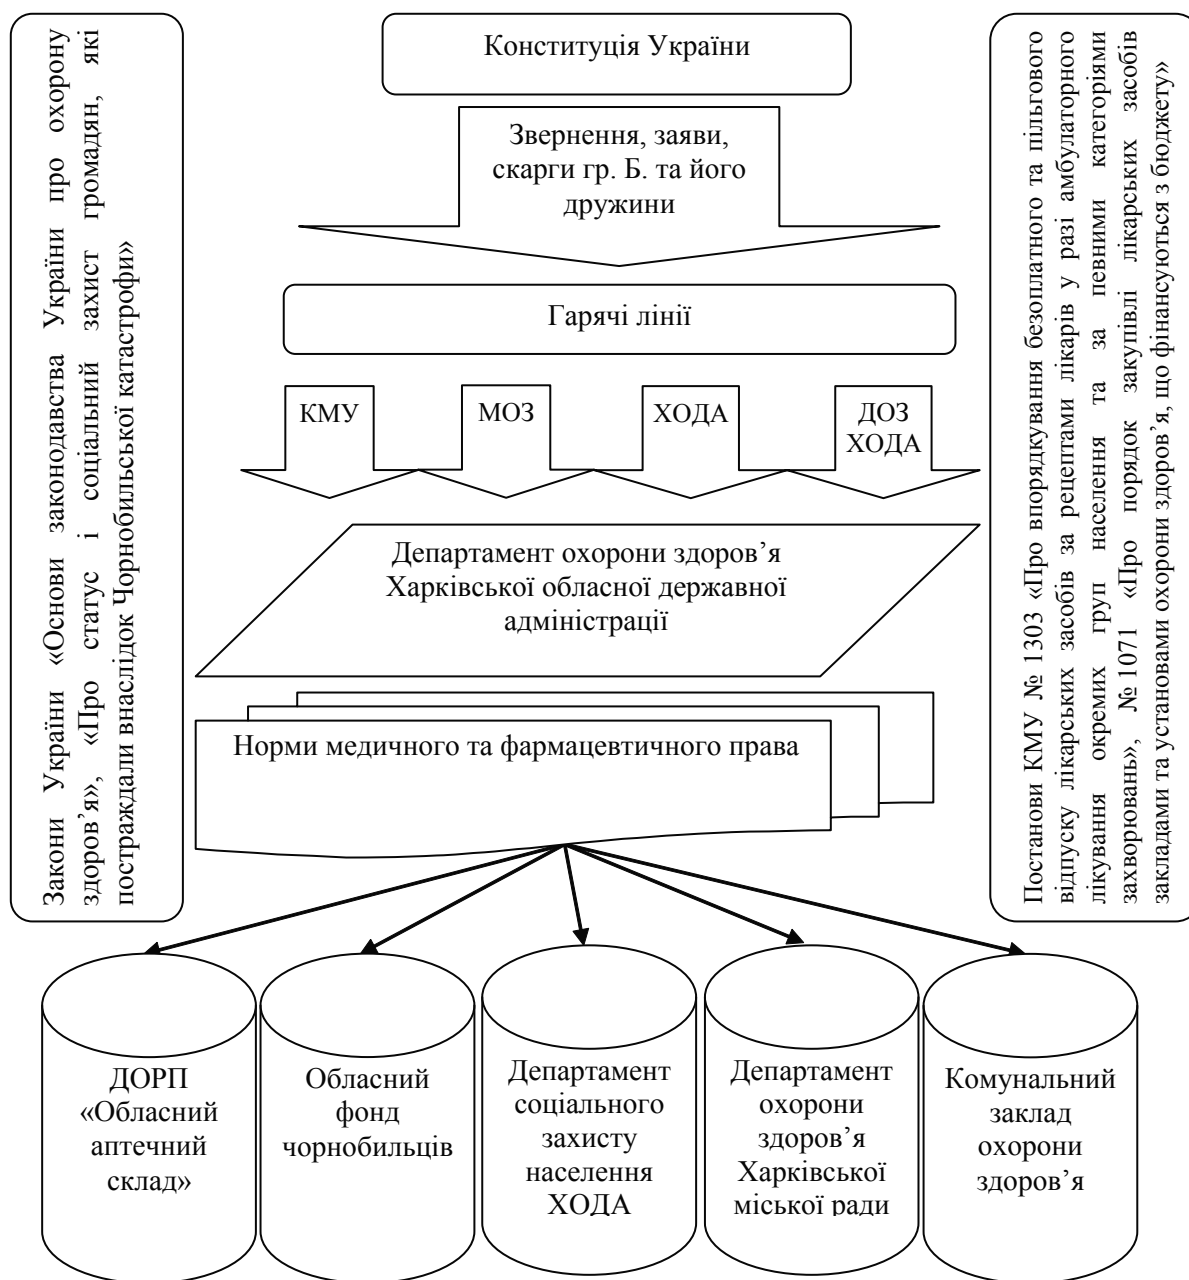 Закони України «Основи законодавства України про охорону
здоров’я», «Про статус і соціальний захист громадян, які
постраждали внаслідок Чорнобильської катастрофи»
Конституція України
Звернення, заяви,
скарги гр. Б. та його
дружини
Гарячі лінії
КМУ
МОЗ
ХОДА
ДОЗ
ХОДА
Департамент охорони здоров’я
Харківської обласної державної
адміністрації
Норми медичного та фармацевтичного права
Постанови КМУ № 1303 «Про впорядкування безоплатного та пільгового
відпуску лікарських засобів за рецептами лікарів у разі амбулаторного
лікування окремих груп населення та за певними категоріями
захворювань», № 1071 «Про порядок закупівлі лікарських засобів
закладами та установами охорони здоров’я, що фінансуються з бюджету»
ДОРП
«Обласний
аптечний
склад»
Обласний
фонд
чорнобильців
Департамент
соціального
захисту
населення
ХОДА
Департамент
охорони
здоров’я
Харківської
міської ради
Комунальний
заклад
охорони
здоров’я